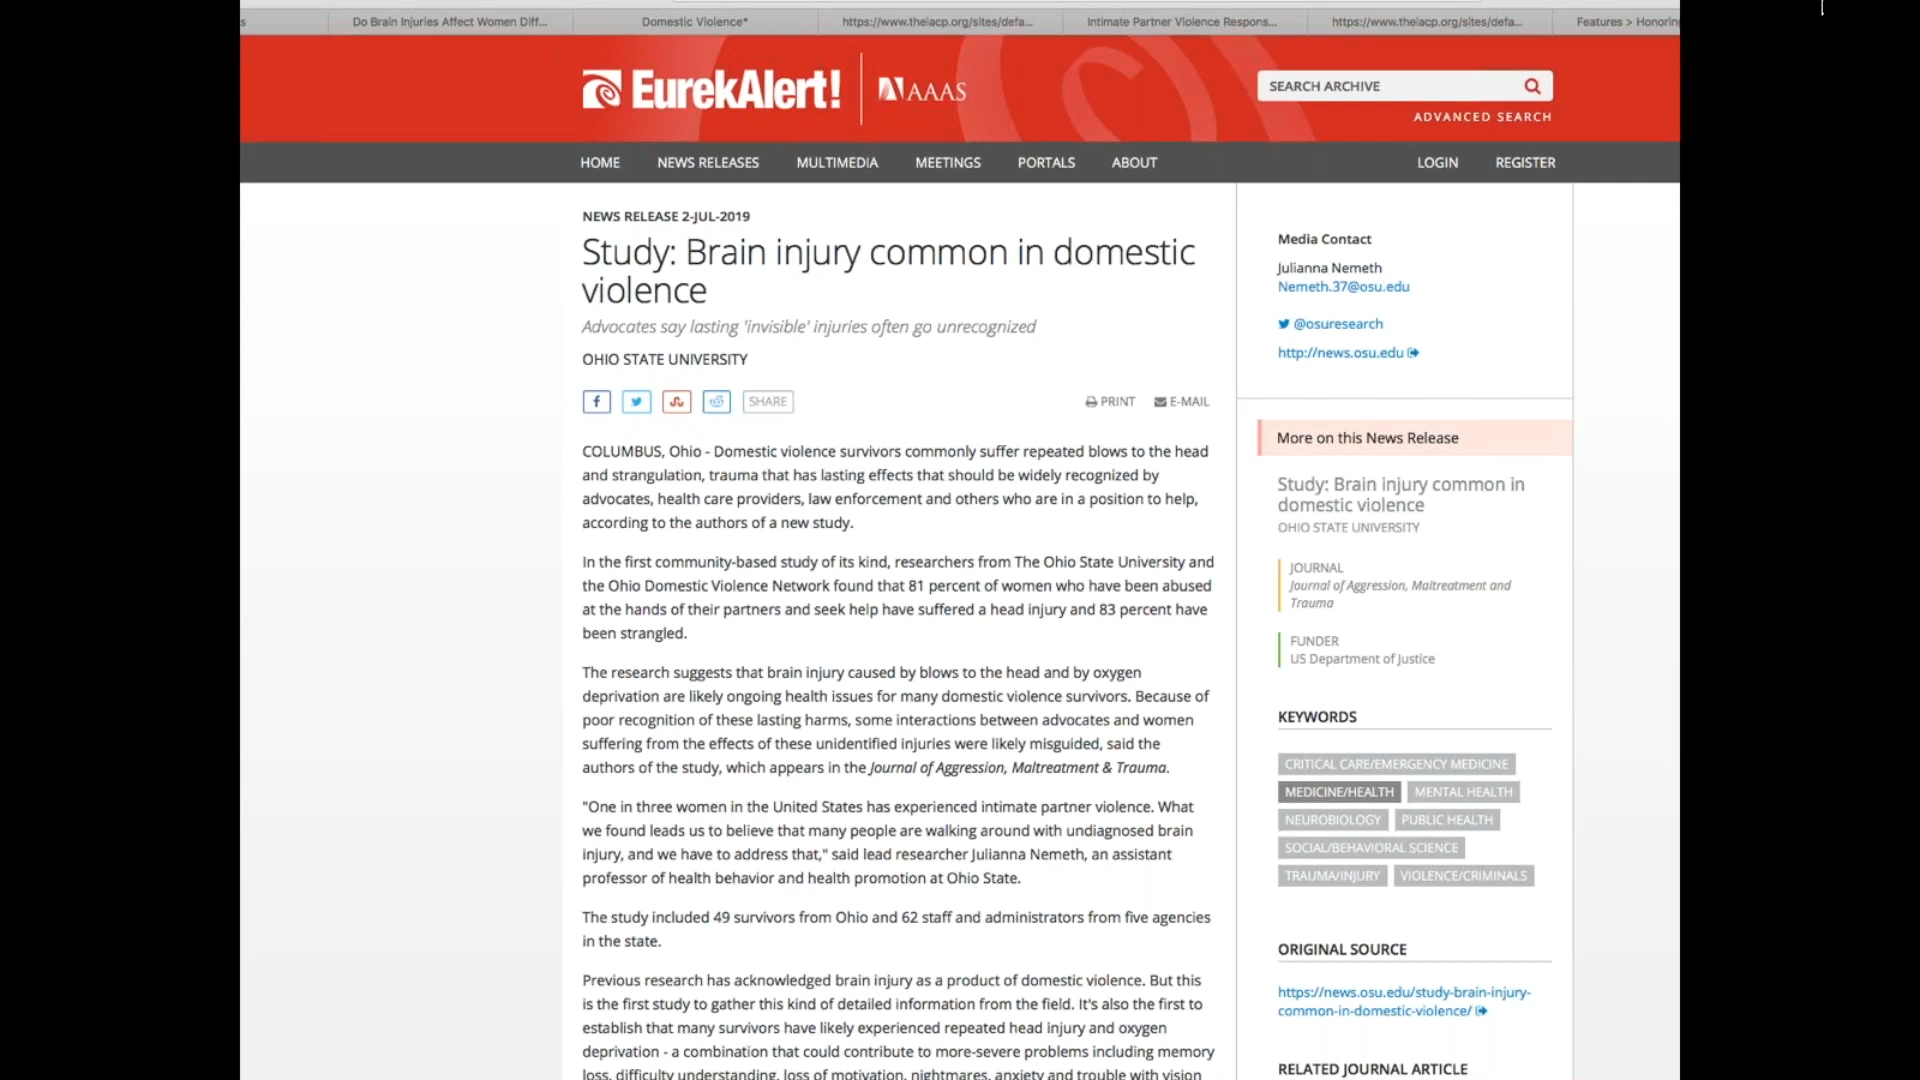 s
Do Brain Injuries Affect Women Diff...
Domestic Violence*
https://www.theiacp.org/sites/defa...
Intimate Partner Violence Respons...
https://www.theiacp.org/sites/defa...
Features > Honoring
EurekAlert!
AAAS
SEARCH ARCHIVE
ADVANCED SEARCH
HOME
NEWS RELEASES
MULTIMEDIA
MEETINGS
PORTALS
ABOUT
LOGIN
REGISTER
NEWS RELEASE 2-JUL-2019
Study: Brain injury common in domestic
violence
Advocates say lasting 'invisible' injuries often go unrecognized
OHIO STATE UNIVERSITY
SHARE
PRINT
E-MAIL
COLUMBUS, Ohio - Domestic violence survivors commonly suffer repeated blows to the head
and strangulation, trauma that has lasting effects that should be widely recognized by
advocates, health care providers, law enforcement and others who are in a position to help,
according to the authors of a new study.
In the first community-based study of its kind, researchers from The Ohio State University and
the Ohio Domestic Violence Network found that 81 percent of women who have been abused
at the hands of their partners and seek help have suffered a head injury and 83 percent have
been strangled.
The research suggests that brain injury caused by blows to the head and by oxygen
deprivation are likely ongoing health issues for many domestic violence survivors. Because of
poor recognition of these lasting harms, some interactions between advocates and women
suffering from the effects of these unidentified injuries were likely misguided, said the
authors of the study, which appears in the Journal of Aggression, Maltreatment & Trauma.
"One in three women in the United States has experienced intimate partner violence. What
we found leads us to believe that many people are walking around with undiagnosed brain
injury, and we have to address that," said lead researcher Julianna Nemeth, an assistant
professor of health behavior and health promotion at Ohio State.
The study included 49 survivors from Ohio and 62 staff and administrators from five agencies
in the state.
Previous research has acknowledged brain injury as a product of domestic violence. But this
is the first study to gather this kind of detailed information from the field. It's also the first to
establish that many survivors have likely experienced repeated head injury and oxygen
deprivation - a combination that could contribute to more-severe problems including memory
loss, difficulty understanding, loss of motivation, nightmares, anxiety and trouble with vision
Media Contact
Julianna Nemeth
Nemeth.37@osu.edu
@osuresearch
http://news.osu.edu
More on this News Release
Study: Brain injury common in
domestic violence
OHIO STATE UNIVERSITY
JOURNAL
Journal of Aggression, Maltreatment and
Trauma
FUNDER
US Department of Justice
KEYWORDS
CRITICAL CARE/EMERGENCY MEDICINE
MEDICINE/HEALTH
MENTAL HEALTH
NEUROBIOLOGY
PUBLIC HEALTH
SOCIAL/BEHAVIORAL SCIENCE
TRAUMA/INJURY
VIOLENCE/CRIMINALS
ORIGINAL SOURCE
https://news.osu.edu/study-brain-injury-
common-in-domestic-violence/
RELATED JOURNAL ARTICLE